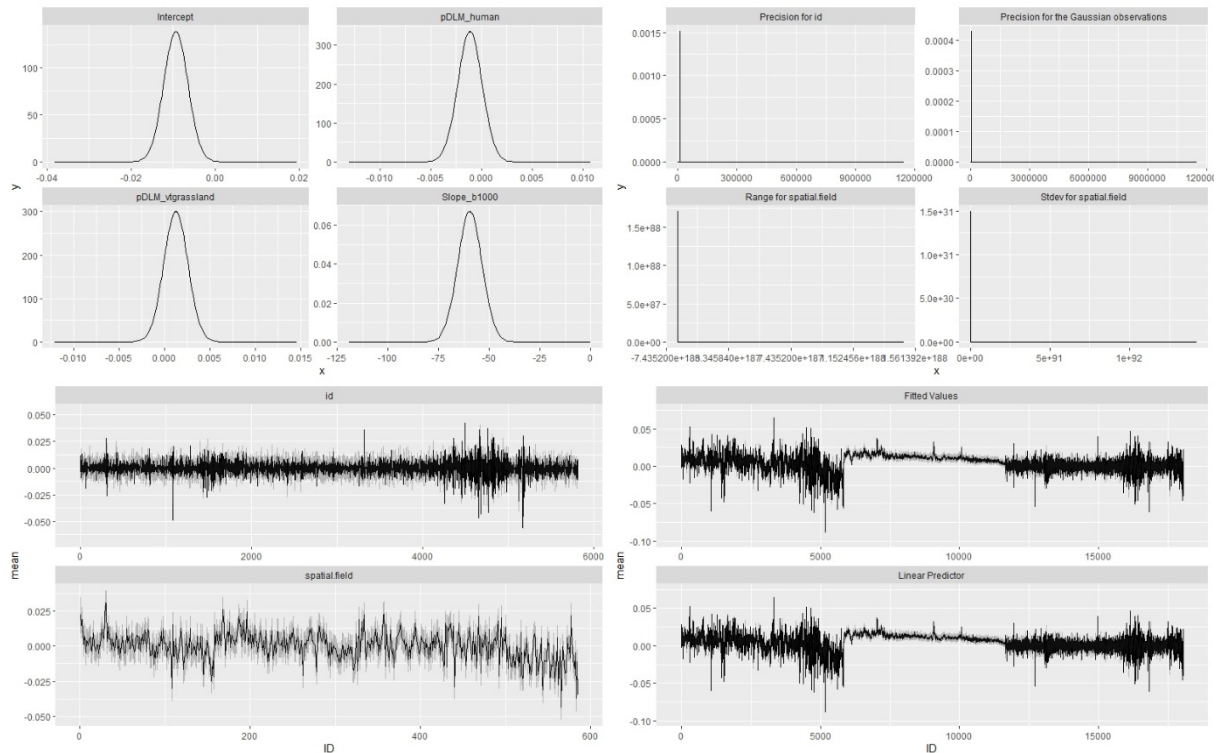 Intercept
pDLM_human
Precision for id
Precision for the Gaussian observations
100
50
0
300
200
100
0
0.0015
0.0010
0.0005
0.0000
0.0004
0.0003
0.0002
0.0001
0.0000
-0.04 -0.02 0.00 0.02
-0.010 -0.005 0.000 0.005 0.010
0 300000 600000 900000 1200000
0 3000000 6000000 9000000 1200000
y
y
pDLM_vtgrassland
Slope_b1000
Range for spatial.field
Stdev for spatial.field
300
200
100
0
0.06
0.04
0.02
0.00
1.5e+88
1.0e+88
5.0e+87
0.0e+00
1.5e+31
1.0e+31
5.0e+30
0.0e+00
-0.010 -0.005 0.000 0.005 0.010 0.015
-125 -100 -75 -50 -25 0
0e+00 5e+91 1e+92
x
x
id
Fitted Values
0.050
0.025
0.000
-0.025
-0.050
0.05
0.00
-0.05
-0.10
0 2000 4000 6000
0 5000 10000 15000
mean
mean
spatial.field
Linear Predictor
0.025
0.000
-0.025
-0.050
0.05
0.00
-0.05
-0.10
0 200 400 600
0 5000 10000 15000
ID
ID